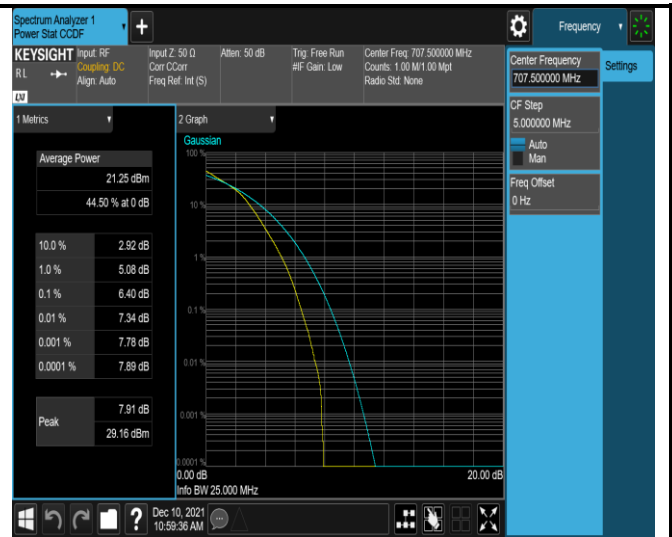 Spectrum Analyzer 1
Power Stat CCDF
+
Frequency
KEYSIGHT
RL
LXI
Input: RF
Coupling: DC
Align: Auto
Input Z: 50 Ω
Corr CCorr
Freq Ref: Int (S)
Atten: 50 dB
Trig: Free Run
#IF Gain: Low
Center Freq: 707.500000 MHz
Counts: 1.00 M/1.00 Mpt
Radio Std: None
Center Frequency
707.500000 MHz
Settings
CF Step
5.000000 MHz
Auto
Man
Freq Offset
0 Hz
1 Metrics
Average Power
21.25 dBm
44.50 % at 0 dB
10.0 % 2.92 dB
1.0 % 5.08 dB
0.1 % 6.40 dB
0.01 % 7.34 dB
0.001 % 7.78 dB
0.0001 % 7.89 dB
Peak
7.91 dB
29.16 dBm
2 Graph
Gaussian
100 %
10 %
1 %
0.1 %
0.01 %
0.001 %
0.0001 %
0.00 dB 20.00 dB
Info BW 25.000 MHz
?
Dec 10, 2021
10:59:36 AM